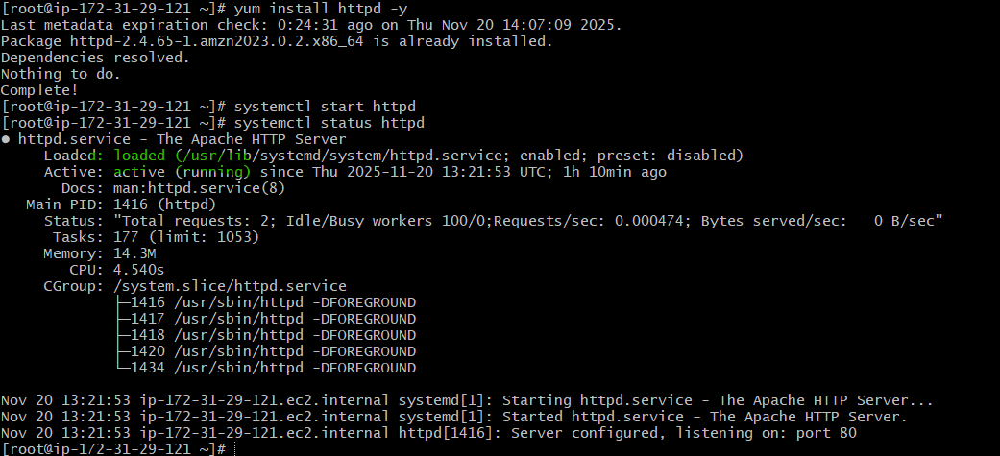 [root@ip-172-31-29-121 ~]# yum install httpd -y
Last metadata expiration check: 0:24:31 ago on Thu Nov 20 14:07:09 2025.
Package httpd-2.4.65-1.amzn2023.0.2.x86_64 is already installed.
Dependencies resolved.
Nothing to do.
Complete!
[root@ip-172-31-29-121 ~]# systemctl start httpd
[root@ip-172-31-29-121 ~]# systemctl status httpd
● httpd.service - The Apache HTTP Server
     Loaded: loaded (/usr/lib/systemd/system/httpd.service; enabled; preset: disabled)
     Active: active (running) since Thu 2025-11-20 13:21:53 UTC; 1h 10min ago
       Docs: man:httpd.service(8)
   Main PID: 1416 (httpd)
     Status: "Total requests: 2; Idle/Busy workers 100/0;Requests/sec: 0.000474; Bytes served/sec:   0 B/sec"
      Tasks: 177 (limit: 1053)
     Memory: 14.3M
        CPU: 4.540s
     CGroup: /system.slice/httpd.service
             ├─1416 /usr/sbin/httpd -DFOREGROUND
             ├─1417 /usr/sbin/httpd -DFOREGROUND
             ├─1418 /usr/sbin/httpd -DFOREGROUND
             ├─1420 /usr/sbin/httpd -DFOREGROUND
             └─1434 /usr/sbin/httpd -DFOREGROUND
Nov 20 13:21:53 ip-172-31-29-121.ec2.internal systemd[1]: Starting httpd.service - The Apache HTTP Server...
Nov 20 13:21:53 ip-172-31-29-121.ec2.internal systemd[1]: Started httpd.service - The Apache HTTP Server.
Nov 20 13:21:53 ip-172-31-29-121.ec2.internal httpd[1416]: Server configured, listening on: port 80
[root@ip-172-31-29-121 ~]#